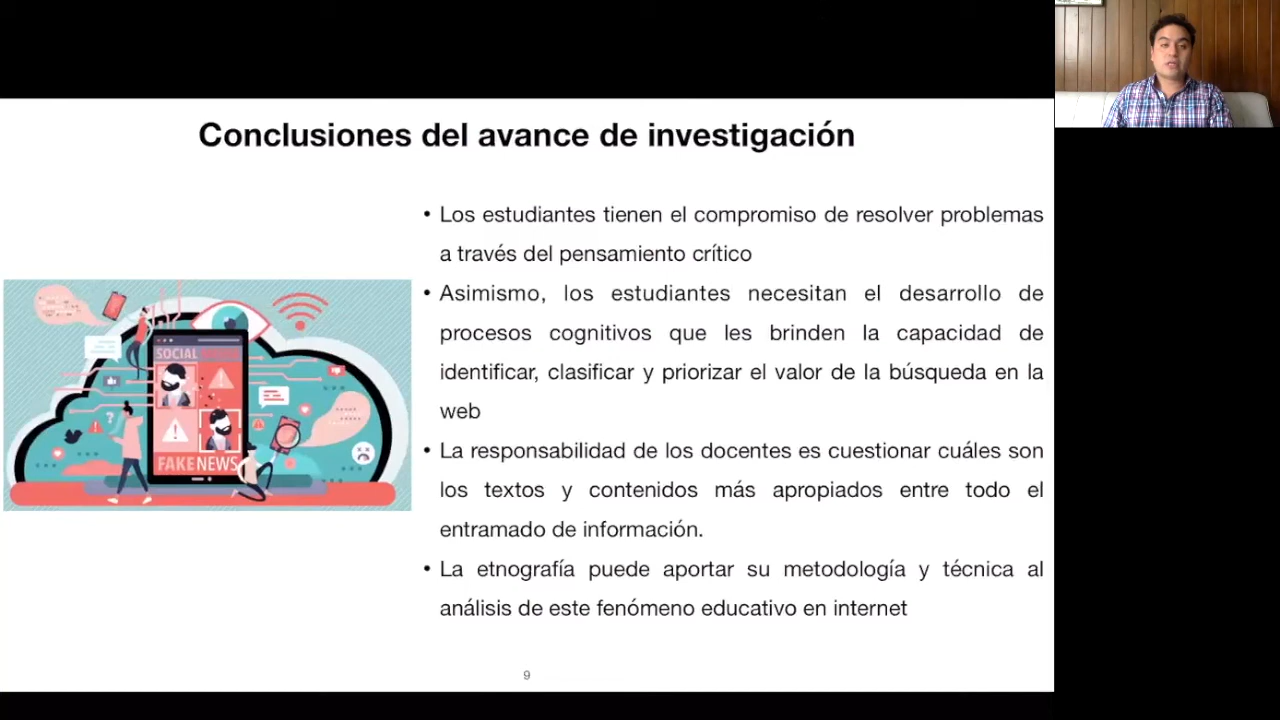 Conclusiones del avance de investigación
• Los estudiantes tienen el compromiso de resolver problemas
a través del pensamiento crítico
• Asimismo, los estudiantes necesitan el desarrollo de
procesos cognitivos que les brinden la capacidad de
identificar, clasificar y priorizar el valor de la búsqueda en la
web
• La responsabilidad de los docentes es cuestionar cuáles son
los textos y contenidos más apropiados entre todo el
entramado de información.
• La etnografía puede aportar su metodología y técnica al
análisis de este fenómeno educativo en internet
SOCIAL
FAKE NEWS
9